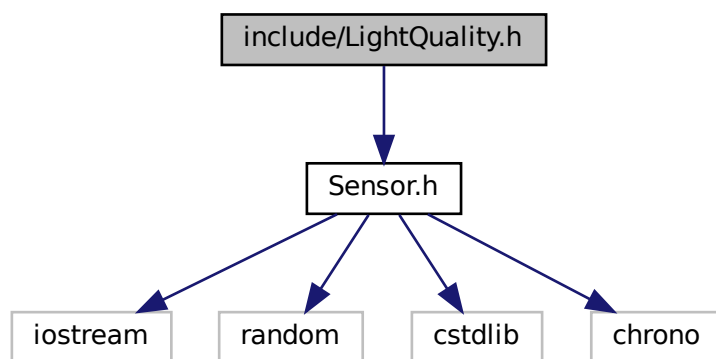 include/LightQuality.h
Sensor.h
iostream
random
cstdlib
chrono